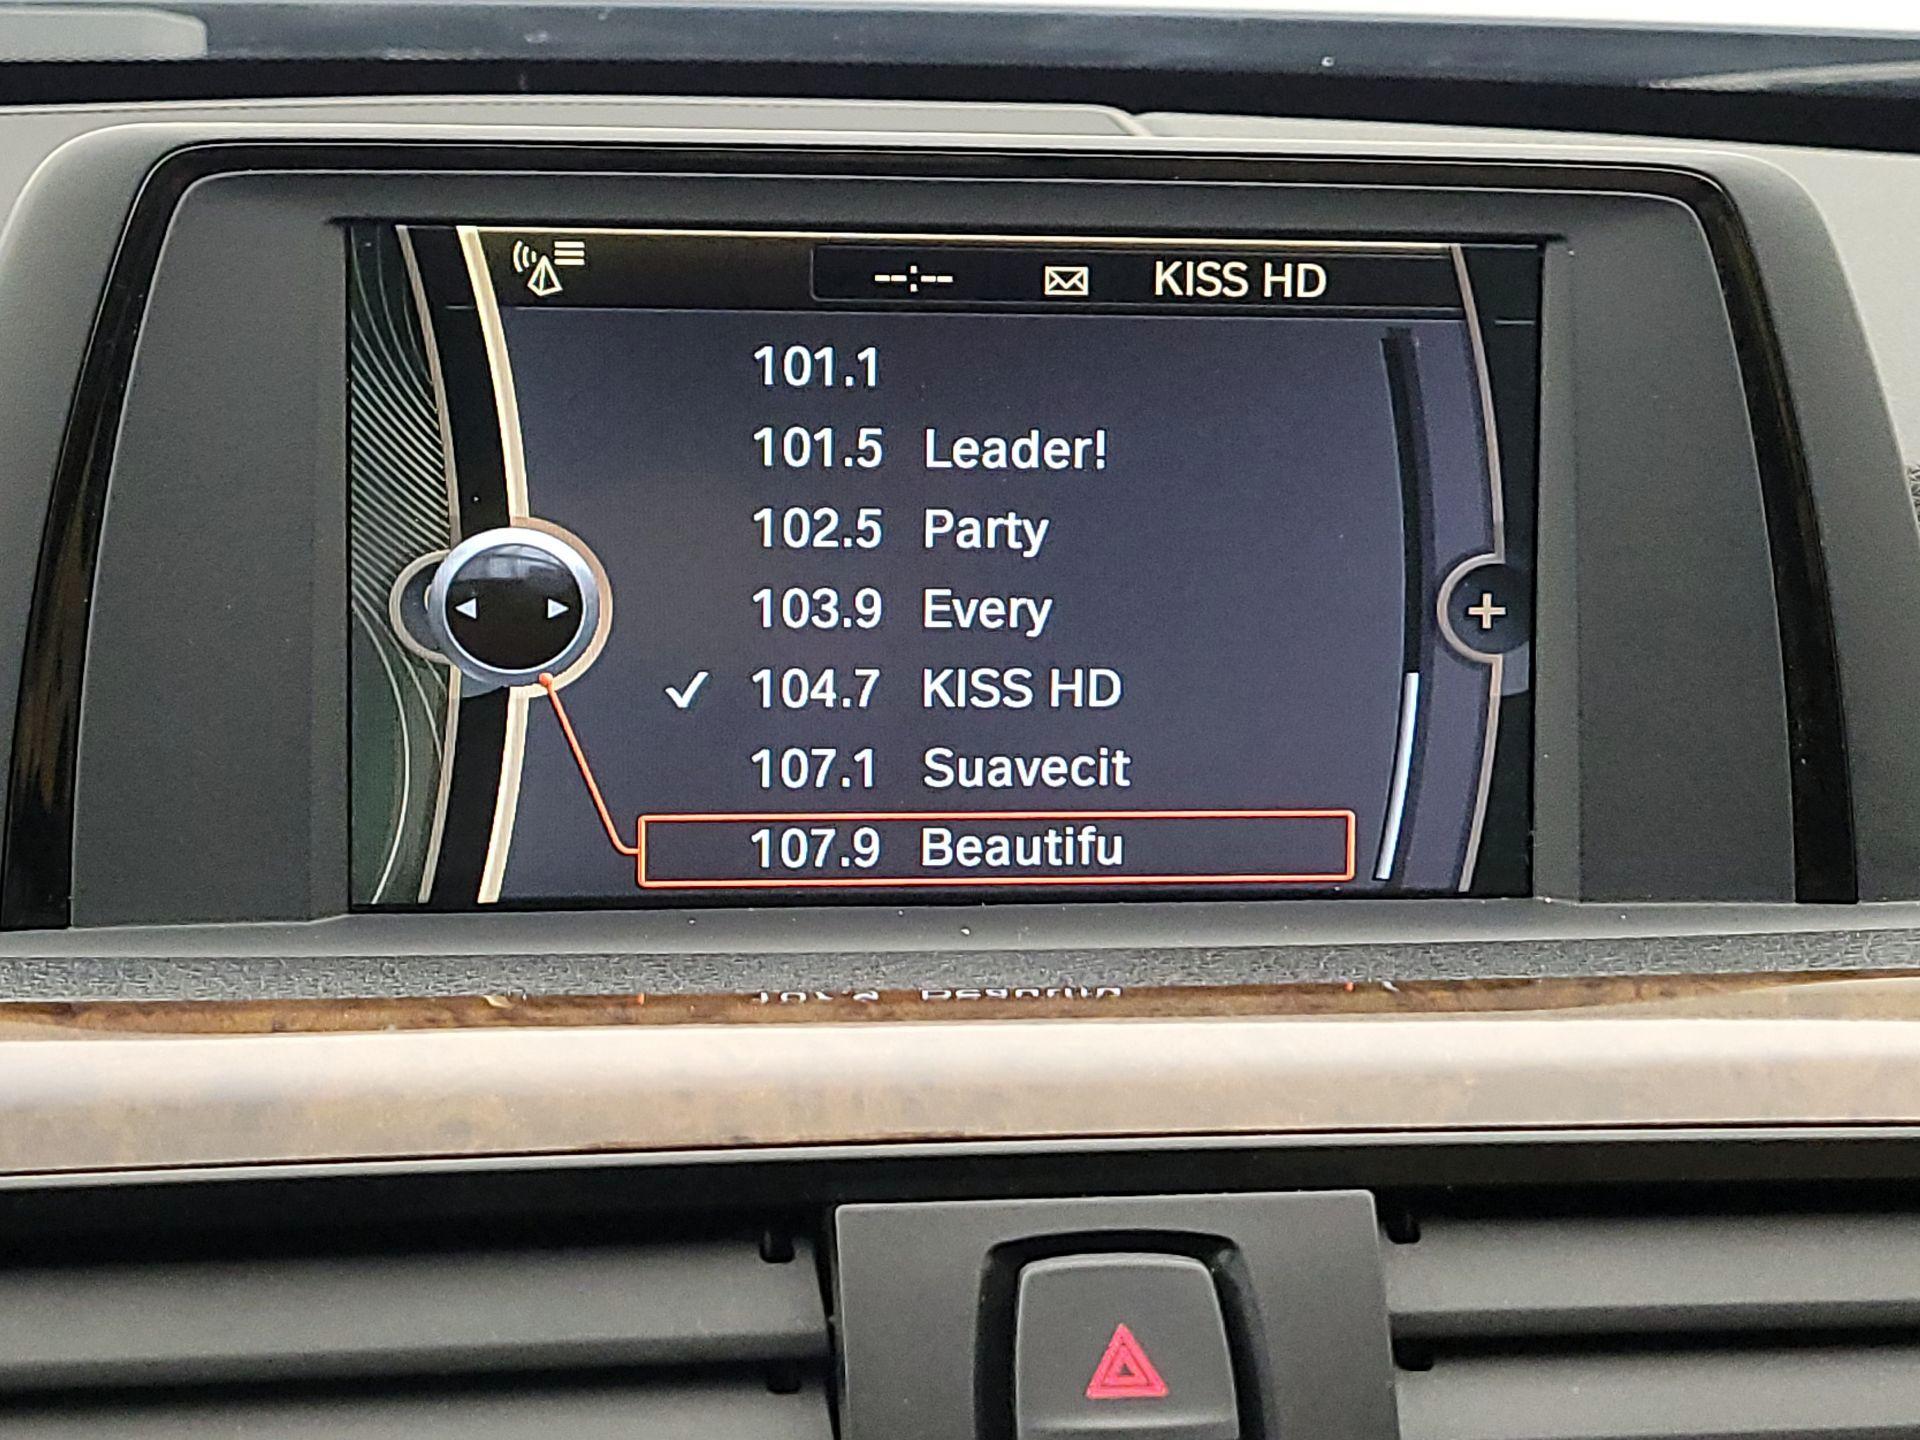 --:-- KISS HD
101.1
101.5 Leader!
102.5 Party
103.9 Every
✓ 104.7 KISS HD
107.1 Suavecit
107.9 Beautifu